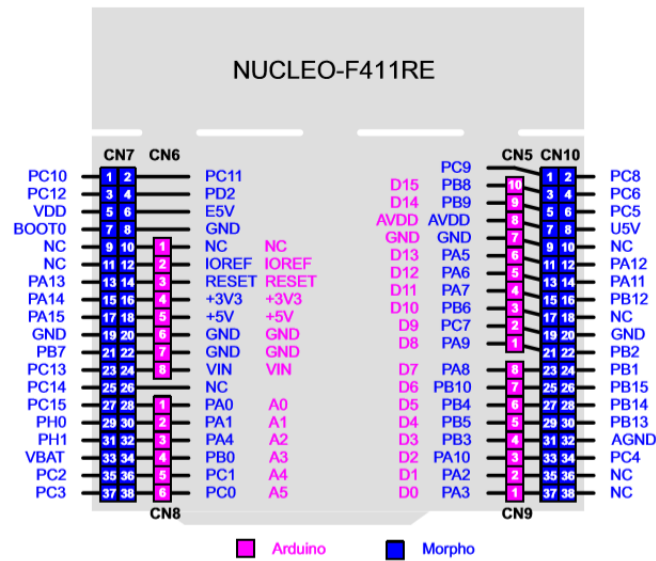 NUCLEO-F411RE
CN7 CN6 CN5 CN10
PC9
PC10 1 2 PC11 1 2 PC8
PC12 3 4 PD2 D15 PB8 10 3 4 PC6
VDD 5 6 E5V D14 PB9 9 5 6 PC5
BOOT0 7 8 GND AVDD AVDD 8 7 8 U5V
NC 9 10 1 NC NC GND GND 7 9 10 NC
NC 11 12 2 IOREF IOREF D13 PA5 6 11 12 PA12
PA13 13 14 3 RESET RESET D12 PA6 5 13 14 PA11
PA14 15 16 4 +3V3 +3V3 D11 PA7 4 15 16 PB12
PA15 17 18 5 +5V +5V D10 PB6 3 17 18 NC
GND 19 20 6 GND GND D9 PC7 2 19 20 GND
PB7 21 22 7 GND GND D8 PA9 1 21 22 PB2
PC13 23 24 8 VIN VIN D7 PA8 8 23 24 PB1
PC14 25 26 NC D6 PB10 7 25 26 PB15
PC15 27 28 1 PA0 A0 D5 PB4 6 27 28 PB14
PH0 29 30 2 PA1 A1 D4 PB5 5 29 30 PB13
PH1 31 32 3 PA4 A2 D3 PB3 4 31 32 AGND
VBAT 33 34 4 PB0 A3 D2 PA10 3 33 34 PC4
PC2 35 36 5 PC1 A4 D1 PA2 2 35 36 NC
PC3 37 38 6 PC0 A5 D0 PA3 1 37 38 NC
CN8 CN9
Arduino Morpho